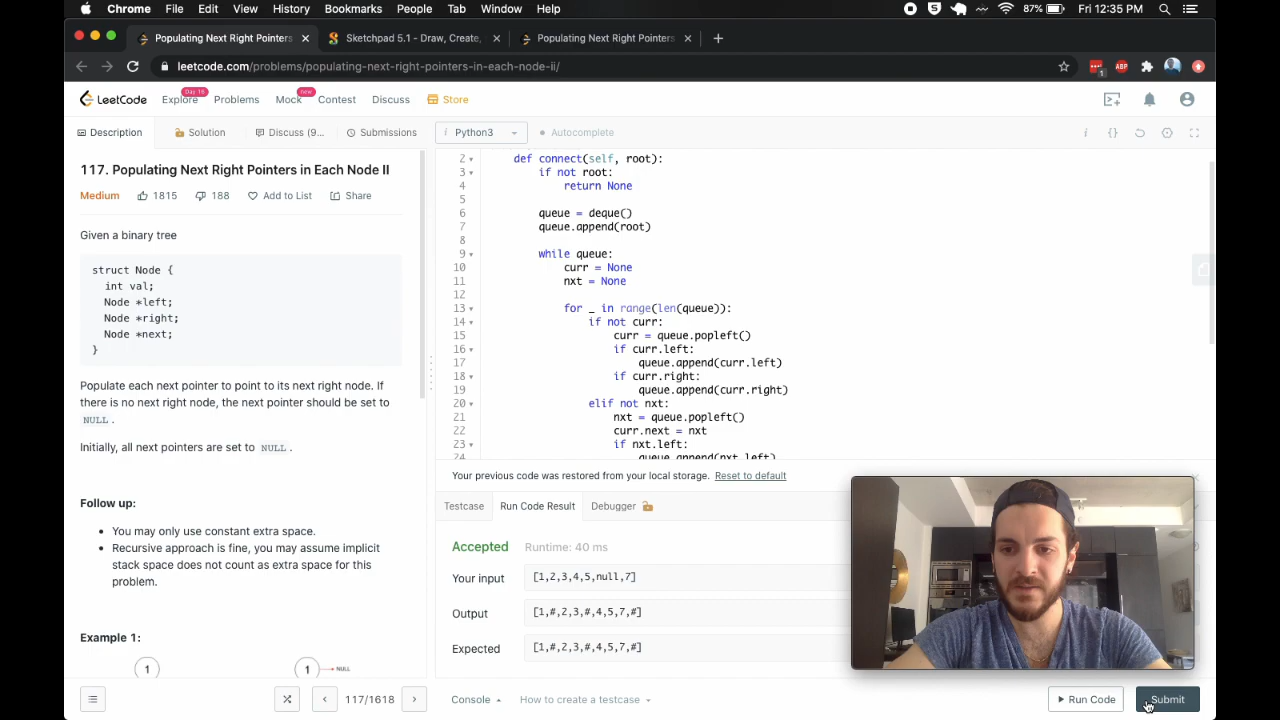 Chrome File Edit View History Bookmarks People Tab Window Help 87% Fri 12:35 PM
Populating Next Right Pointers Sketchpad 5.1 - Draw, Create, Populating Next Right Pointers
leetcode.com/problems/populating-next-right-pointers-in-each-node-ii/
LeetCode Explore Day 18 Problems Mock new Contest Discuss Store
Description Solution Discuss (9... Submissions Python3 Autocomplete
117. Populating Next Right Pointers in Each Node II
Medium 1815 188 Add to List Share
Given a binary tree
struct Node {
int val;
Node *left;
Node *right;
Node *next;
}
Populate each next pointer to point to its next right node. If
there is no next right node, the next pointer should be set to
NULL .
Initially, all next pointers are set to NULL .
Follow up:
• You may only use constant extra space.
• Recursive approach is fine, you may assume implicit
stack space does not count as extra space for this
problem.
Example 1:
1 1 NULL
117/1618
2 def connect(self, root):
3 if not root:
4 return None
5
6 queue = deque()
7 queue.append(root)
8
9 while queue:
10 curr = None
11 nxt = None
12
13 for _ in range(len(queue)):
14 if not curr:
15 curr = queue.popleft()
16 if curr.left:
17 queue.append(curr.left)
18 if curr.right:
19 queue.append(curr.right)
20 elif not nxt:
21 nxt = queue.popleft()
22 curr.next = nxt
23 if nxt.left:
24 queue.append(nxt.left)
Your previous code was restored from your local storage. Reset to default
Testcase Run Code Result Debugger
Accepted Runtime: 40 ms
Your input [1,2,3,4,5,null,7]
Output [1,#,2,3,#,4,5,7,#]
Expected [1,#,2,3,#,4,5,7,#]
Console How to create a testcase Run Code Submit